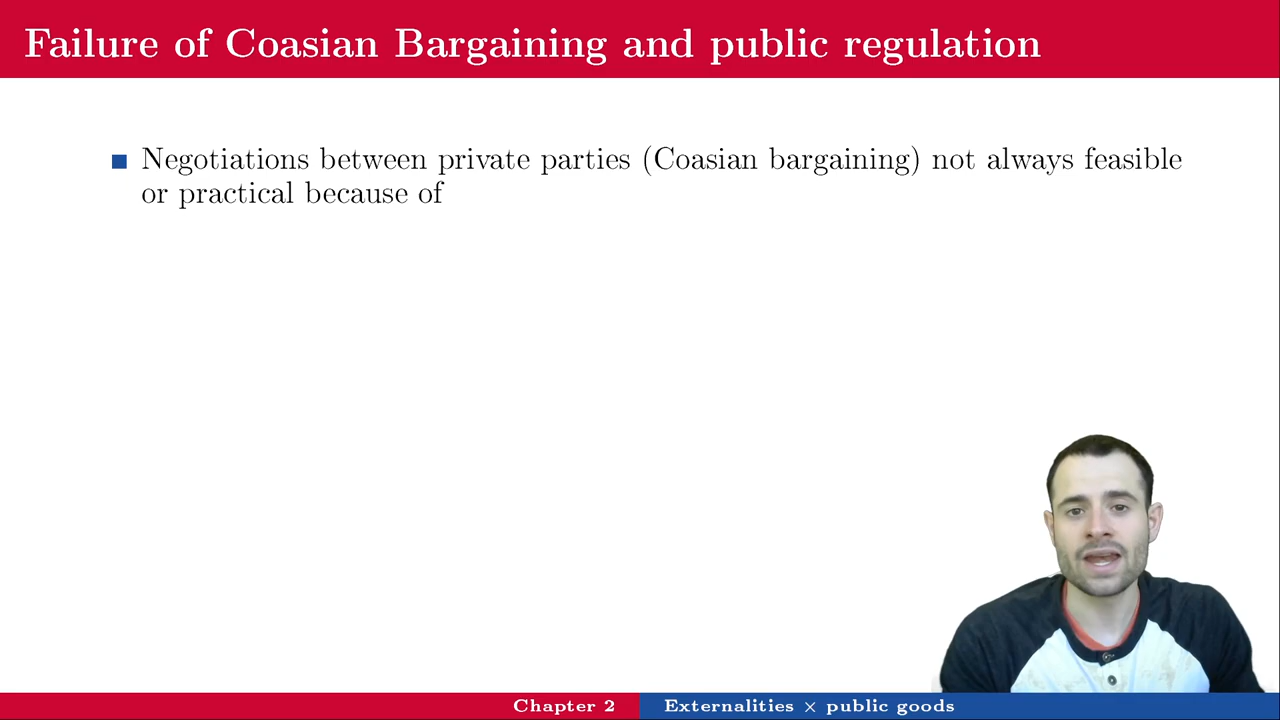 Failure of Coasian Bargaining and public regulation
Negotiations between private parties (Coasian bargaining) not always feasible
or practical because of
Chapter 2
Externalities × public goods